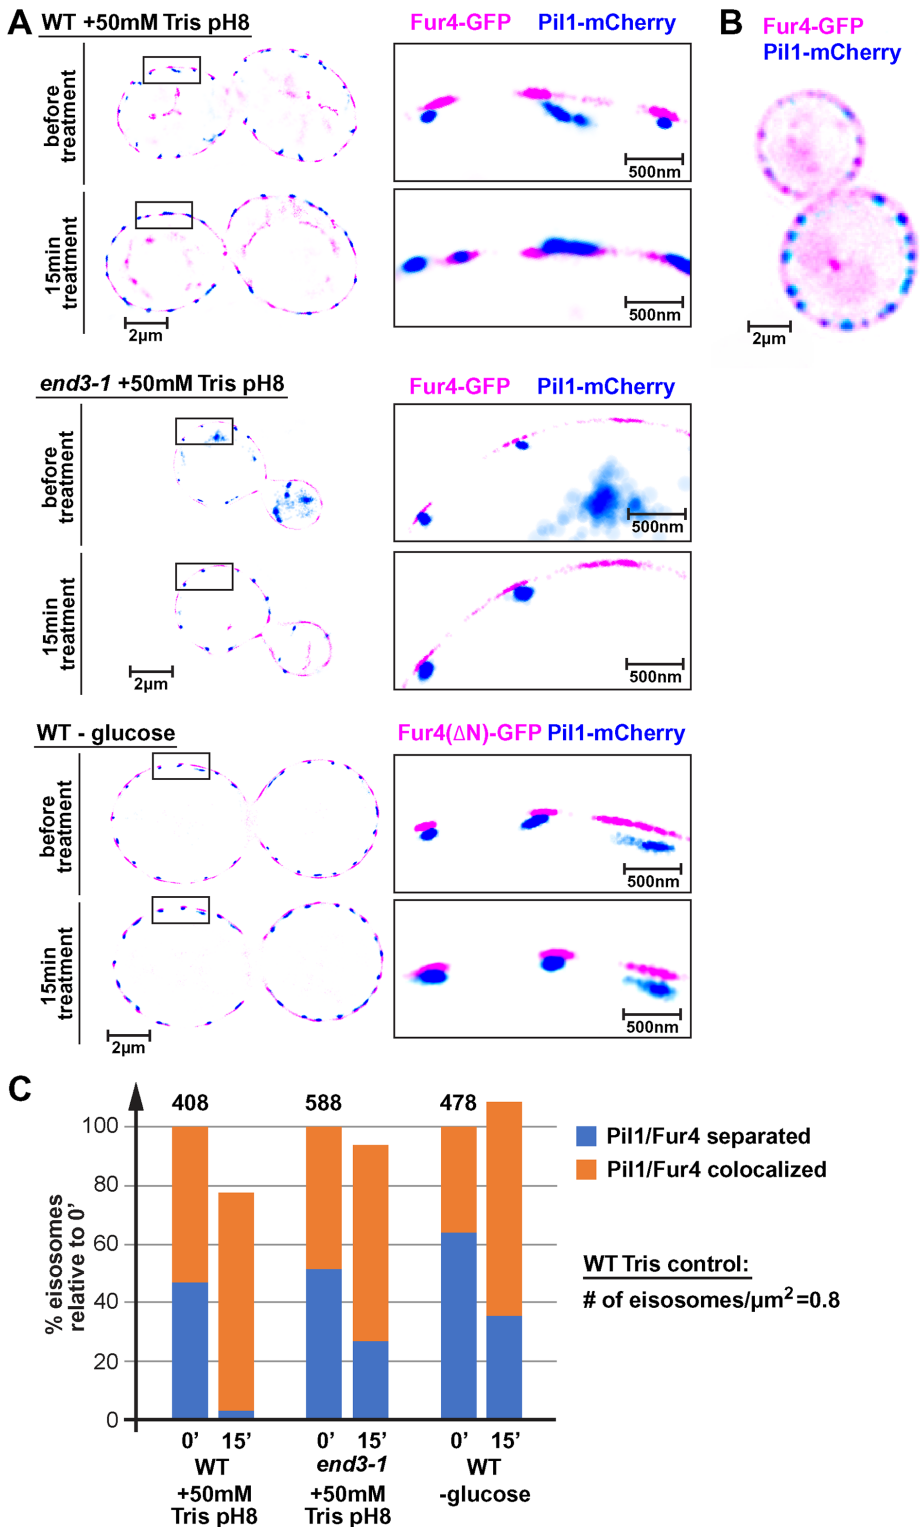 A
WT +50mM Tris pH8
before
treatment
15min
treatment
2µm
Fur4-GFP Pil1-mCherry
500nm
500nm
B
Fur4-GFP
Pil1-mCherry
2µm
end3-1 +50mM Tris pH8
before
treatment
15min
treatment
2µm
Fur4-GFP Pil1-mCherry
500nm
500nm
WT - glucose
before
treatment
15min
treatment
2µm
Fur4(ΔN)-GFP Pil1-mCherry
500nm
500nm
C
% eisosomes
relative to 0’
100
80
60
40
20
0
408 588 478
0’ 15’ 0’ 15’ 0’ 15’
WT
+50mM
Tris pH8
end3-1
+50mM
Tris pH8
WT
-glucose
Pil1/Fur4 separated
Pil1/Fur4 colocalized
WT Tris control:
# of eisosomes/µm²=0.8